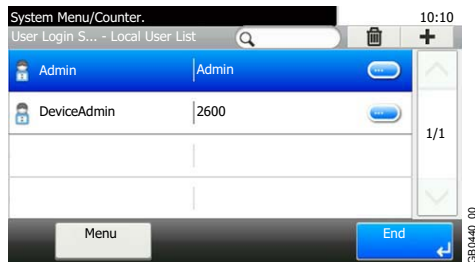 System Menu/Counter. 10:10
User Login S... - Local User List
Admin Admin
DeviceAdmin 2600
1/1
Menu End
GB0440_00